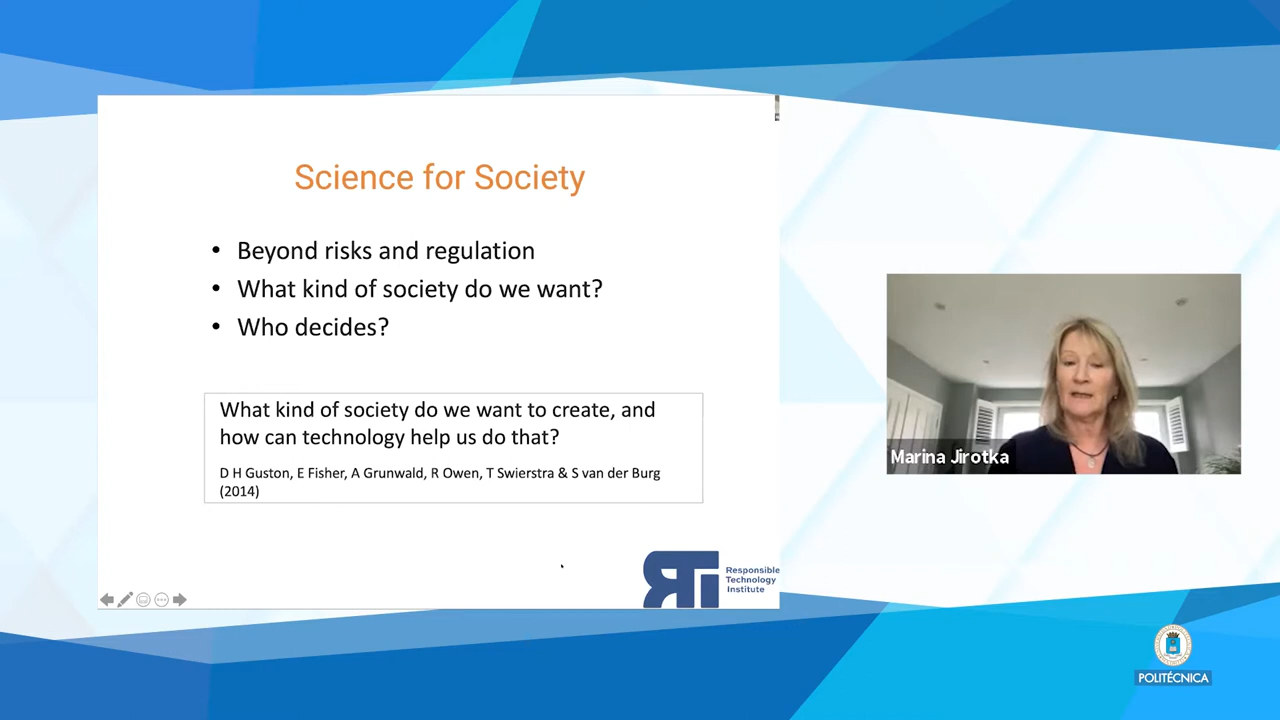 Science for Society
• Beyond risks and regulation
• What kind of society do we want?
• Who decides?
What kind of society do we want to create, and
how can technology help us do that?
D H Guston, E Fisher, A Grunwald, R Owen, T Swierstra & S van der Burg
(2014)
RTI
Responsible
Technology
Institute
Marina Jirotka
POLITÉCNICA